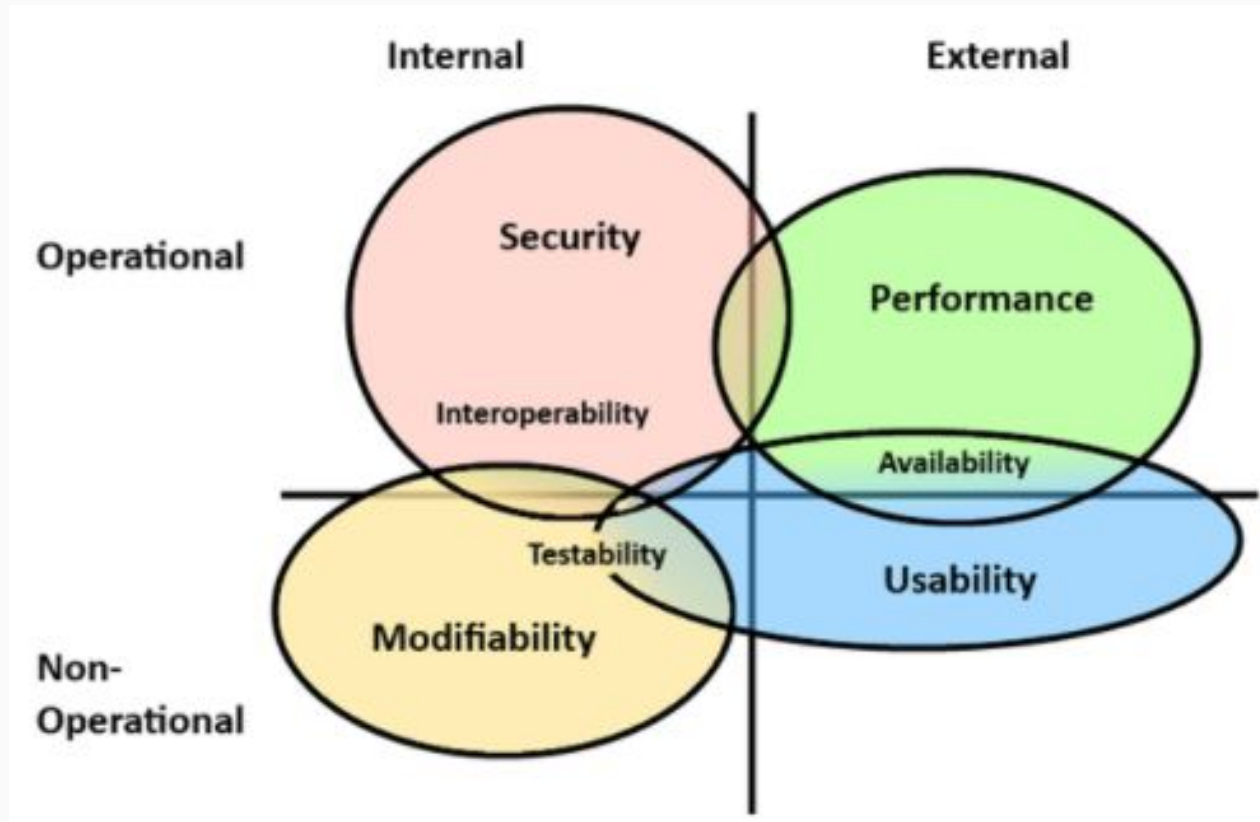 Internal
External
Security
Operational
Performance
Interoperability
Availability
Testability
Usability
Modifiability
Non-
Operational